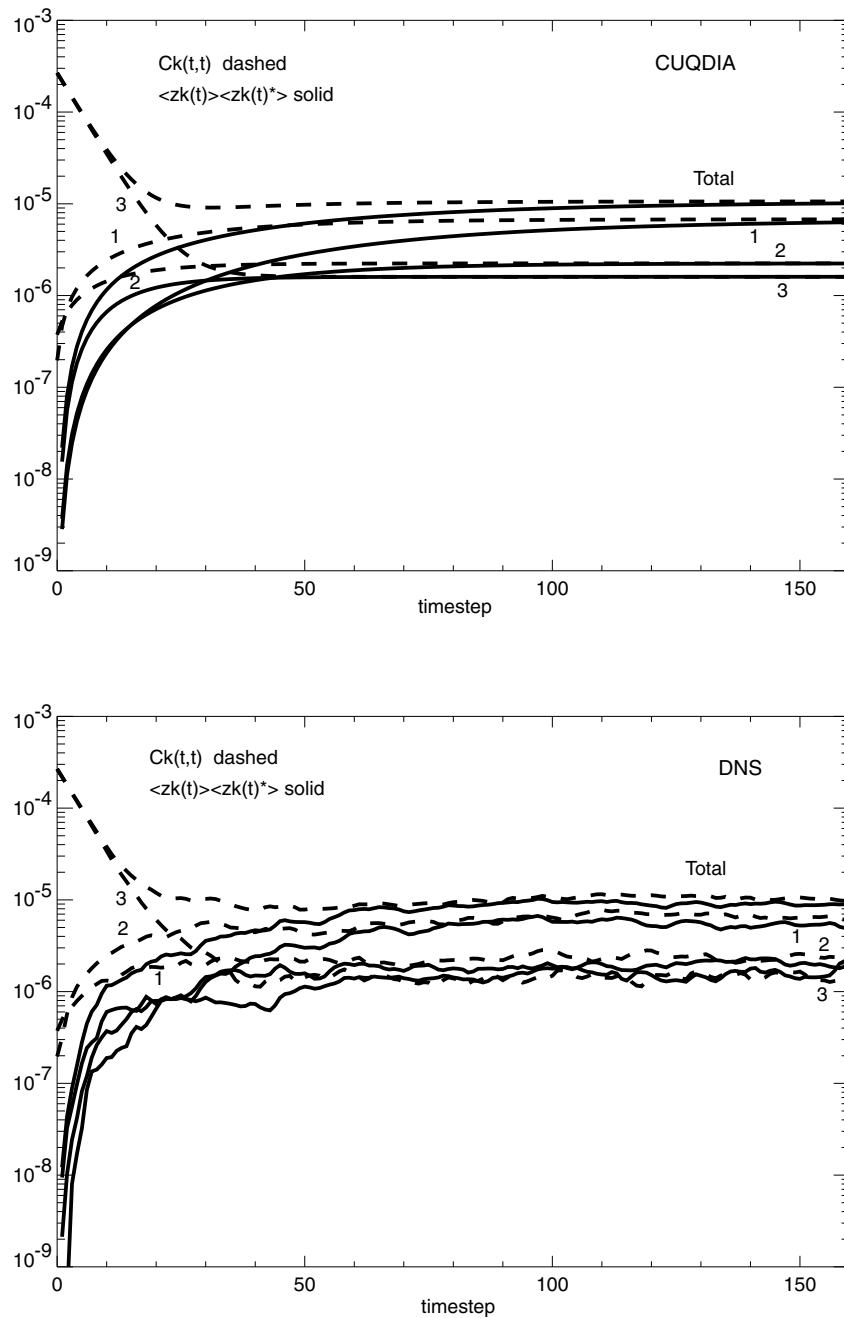 10-3
Ck(t,t) dashed
CUQDIA
<zk(t)><zk(t)*> solid
10-4
Total
10-5
3
1
1
2
10-6
2
3
10-7
10-8
10-9
0 50 100 150
timestep
10-3
Ck(t,t) dashed
DNS
<zk(t)><zk(t)*> solid
10-4
Total
10-5
3
2
1
2
10-6
1
3
10-7
10-8
10-9
0 50 100 150
timestep